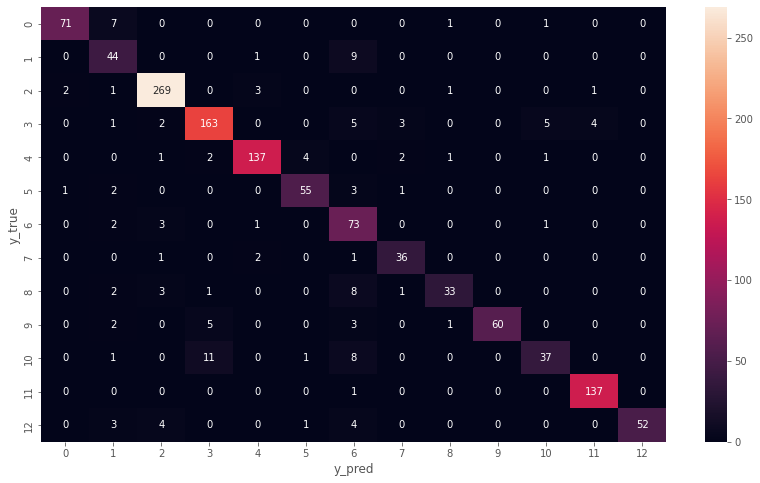 0 71 7 0 0 0 0 0 0 1 0 1 0 0
1 0 44 0 0 1 0 9 0 0 0 0 0 0
2 2 1 269 0 3 0 0 0 1 0 0 1 0
3 0 1 2 163 0 0 5 3 0 0 5 4 0
4 0 0 1 2 137 4 0 2 1 0 1 0 0
5 1 2 0 0 0 55 3 1 0 0 0 0 0
y_true
6 0 2 3 0 1 0 73 0 0 0 1 0 0
7 0 0 1 0 2 0 1 36 0 0 0 0 0
8 0 2 3 1 0 0 8 1 33 0 0 0 0
9 0 2 0 5 0 0 3 0 1 60 0 0 0
10 0 1 0 11 0 1 8 0 0 0 37 0 0
11 0 0 0 0 0 0 1 0 0 0 0 137 0
12 0 3 4 0 0 1 4 0 0 0 0 0 52
0 1 2 3 4 5 6 7 8 9 10 11 12
y_pred
250
200
150
100
50
0